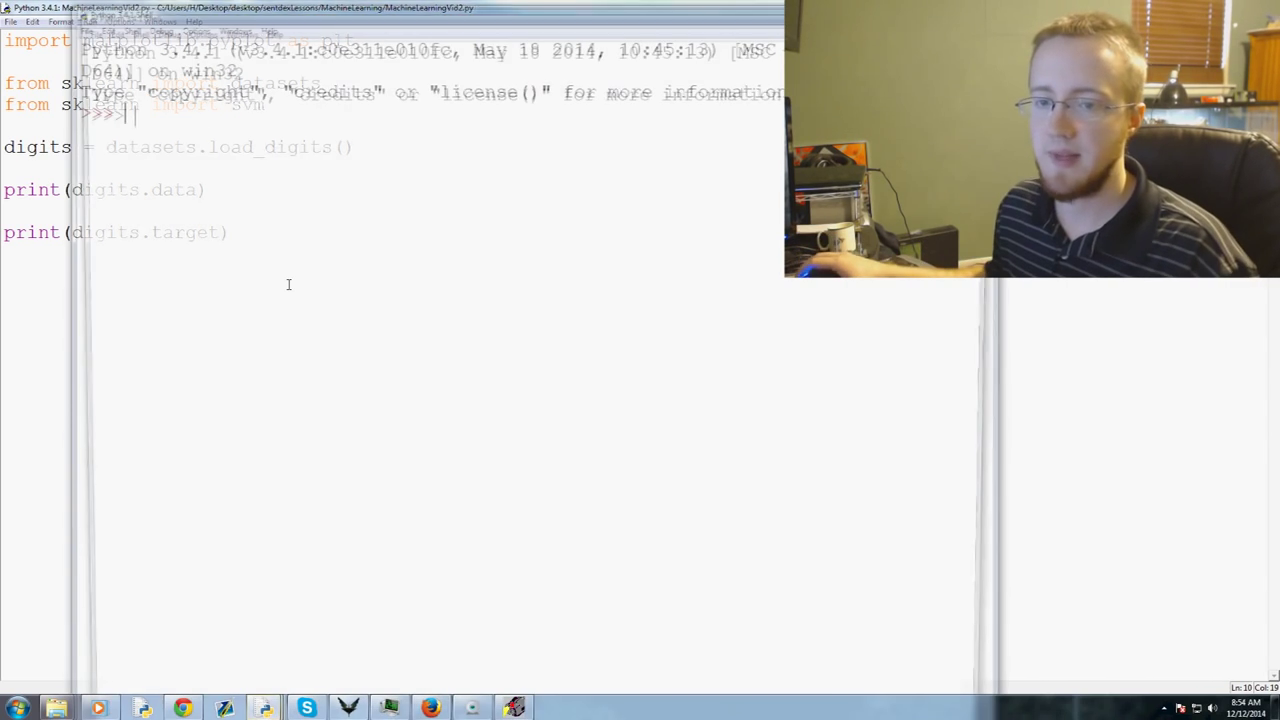 Python 3.4.1: MachineLearningVid2.py - C:/Users/H/Desktop/desktop/sentdexLessons/MachineLearning/MachineLearningVid2.py
File Edit Format Options Windows Help
import matplotlib.pyplot as plt
Python 3.4.1 (v3.4.1:c0e311e010fc, May 18 2014, 10:45:13) [MSC
D64)] on win32
from sklearn import datasets
Type "copyright", "credits" or "license()" for more information
from sklearn import svm
>>>
digits = datasets.load_digits()
print(digits.data)
print(digits.target)
Ln: 10 Col: 19
8:54 AM
12/12/2014